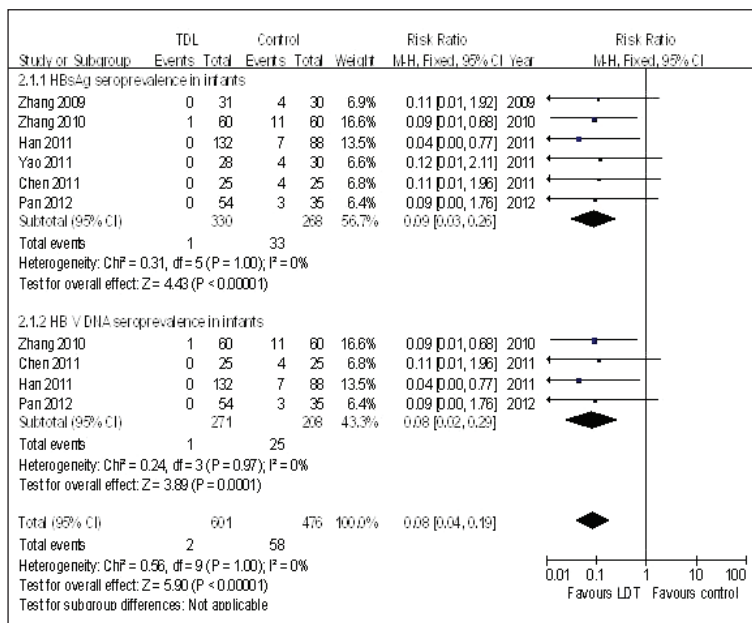 TDL Control Risk Ratio Risk Ratio
Study or Subgroup Events Total Events Total Weight M-H, Fixed, 95% CI Year M-H, Fixed, 95% CI
2.1.1 HBsAg seroprevalence in infants
Zhang 2009 0 31 4 30 6.9% 0.11 [0.01, 1.92] 2009
Zhang 2010 1 60 11 60 16.6% 0.09 [0.01, 0.68] 2010
Han 2011 0 132 7 88 13.5% 0.04 [0.00, 0.77] 2011
Yao 2011 0 28 4 30 6.8% 0.12 [0.01, 2.11] 2011
Chen 2011 0 25 4 25 6.8% 0.11 [0.01, 1.96] 2011
Pan 2012 0 54 3 35 6.4% 0.09 [0.00, 1.76] 2012
Subtotal (95% CI) 330 268 56.7% 0.09 [0.03, 0.26]
Total events 1 33
Heterogeneity: Chi² = 0.31, df = 5 (P = 1.00); I² = 0%
Test for overall effect: Z = 4.43 (P < 0.00001)
2.1.2 HB V DNA seroprevalence in infants
Zhang 2010 1 60 11 60 16.6% 0.09 [0.01, 0.68] 2010
Chen 2011 0 25 4 25 6.8% 0.11 [0.01, 1.96] 2011
Han 2011 0 132 7 88 13.5% 0.04 [0.00, 0.77] 2011
Pan 2012 0 54 3 35 6.4% 0.09 [0.00, 1.76] 2012
Subtotal (95% CI) 271 208 43.3% 0.08 [0.02, 0.29]
Total events 1 25
Heterogeneity: Chi² = 0.24, df = 3 (P = 0.97); I² = 0%
Test for overall effect: Z = 3.89 (P = 0.0001)
Total (95% CI) 601 476 100.0% 0.08 [0.04, 0.19]
Total events 2 58
Heterogeneity: Chi² = 0.56, df = 9 (P = 1.00); I² = 0%
Test for overall effect: Z = 5.90 (P < 0.00001)
Test for subgroup differences: Not applicable
0.01 0.1 1 10 100
Favours LDT Favours control